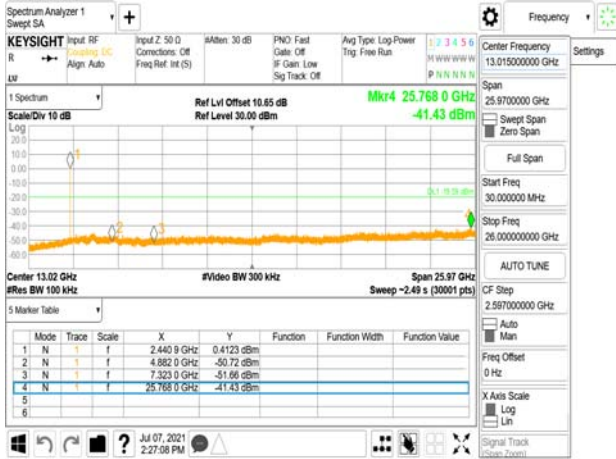 Spectrum Analyzer 1
Swept SA
Frequency
KEYSIGHT
R
Input: RF
Coupling: DC
Align: Auto
Input Z: 50 Ω
Corrections: Off
Freq Ref: Int (S)
#Atten: 30 dB
PNO: Fast
Gate: Off
IF Gain: Low
Sig Track: Off
Avg Type: Log-Power
Trig: Free Run
1 2 3 4 5 6
M W W W W W
P N N N N N
1 Spectrum
Scale/Div 10 dB
Ref Lvl Offset 10.65 dB
Ref Level 30.00 dBm
Mkr4 25.768 0 GHz
-41.43 dBm
Log
20.0
10.0
0.00
-10.0
-20.0
-30.0
-40.0
-50.0
-60.0
1
2
3
Center 13.02 GHz
#Res BW 100 kHz
#Video BW 300 kHz
Span 25.97 GHz
Sweep ~2.49 s (30001 pts)
5 Marker Table
Mode Trace Scale X Y Function Function Width Function Value
1 N 1 f 2.440 9 GHz 0.4123 dBm
2 N 1 f 4.882 0 GHz -50.72 dBm
3 N 1 f 7.323 0 GHz -51.66 dBm
4 N 1 f 25.768 0 GHz -41.43 dBm
5
6
Jul 07, 2021
2:27:08 PM
Center Frequency
13.015000000 GHz
Settings
Span
25.9700000 GHz
Swept Span
Zero Span
Full Span
Start Freq
30.000000 MHz
Stop Freq
26.000000000 GHz
AUTO TUNE
CF Step
2.597000000 GHz
Auto
Man
Freq Offset
0 Hz
X Axis Scale
Log
Lin
Signal Track
(Span Zoom)